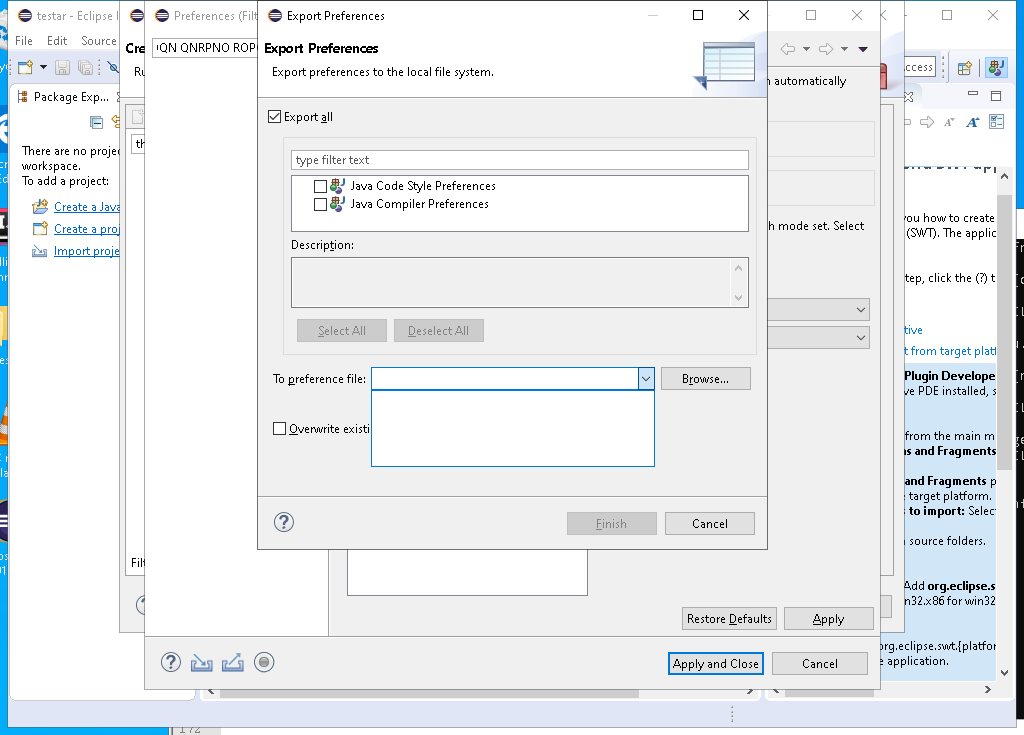 testar - Eclipse I
Preferences (Filt
Export Preferences
File Edit Source
Cre
QN QNRPNO ROP
Export Preferences
Ru
Export preferences to the local file system.
n automatically
ccess
Package Exp...
Export all
There are no projec
workspace.
To add a project:
th
type filter text
Java Code Style Preferences
Java Compiler Preferences
Create a Java
Create a proj
Import proje
you how to create
h mode set. Select
(SWT). The applic
Description:
step, click the (?) t
Select All
Deselect All
tive
t from target platf
To preference file:
Browse...
Plugin Develope
ve PDE installed, s
Overwrite existi
from the main m
ns and Fragments
and Fragments p
e target platform.
s to import: Selec
Finish
Cancel
n source folders.
Filt
Add org.eclipse.s
n32.x86 for win32
Restore Defaults
Apply
org.eclipse.swt.{platfor
e application.
Apply and Close
Cancel
172